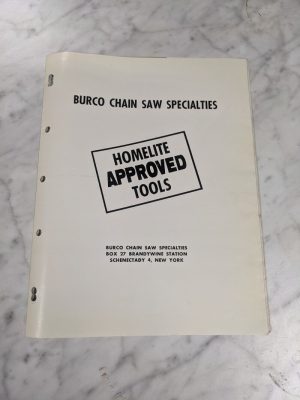 BURCO CHAIN SAW SPECIALTIES
HOMELITE
APPROVED
TOOLS
BURCO CHAIN SAW SPECIALTIES
BOX 27 BRANDYWINE STATION
SCHENECTADY 4, NEW YORK